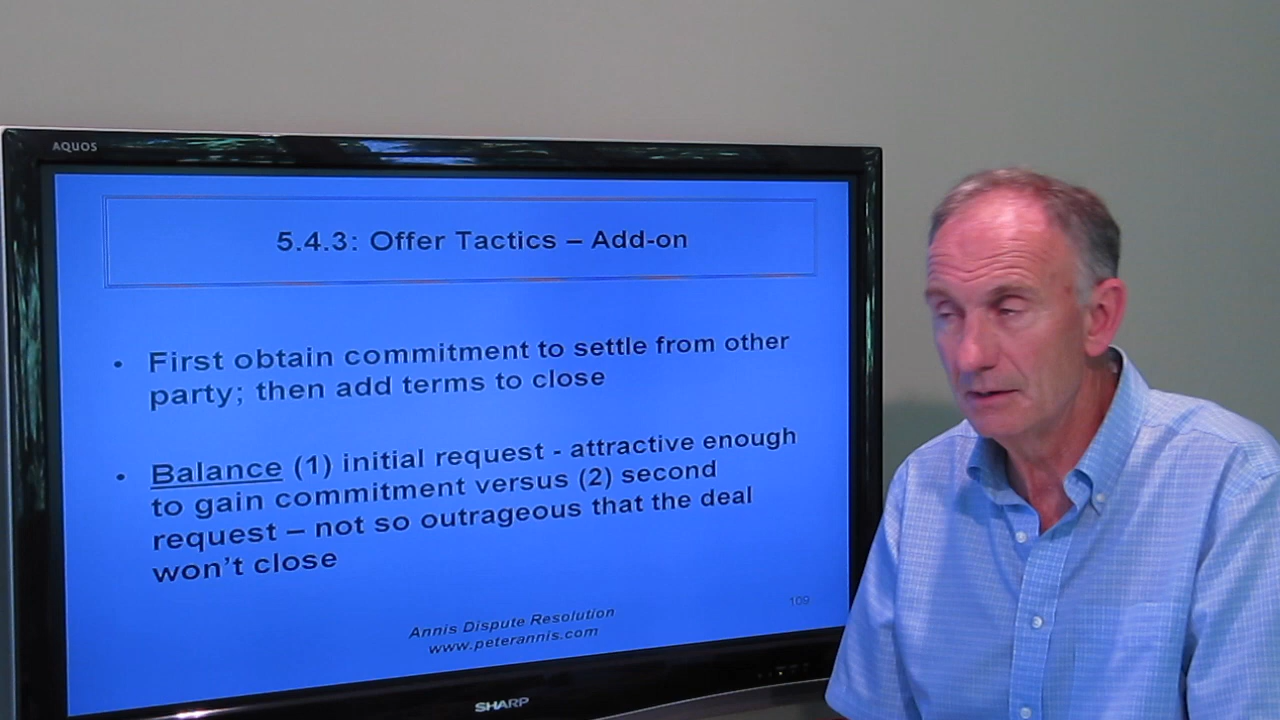 AQUOS
5.4.3: Offer Tactics – Add-on
• First obtain commitment to settle from other
party; then add terms to close
• Balance (1) initial request - attractive enough
to gain commitment versus (2) second
request – not so outrageous that the deal
won't close
109
Annis Dispute Resolution
www.peterannis.com
SHARP